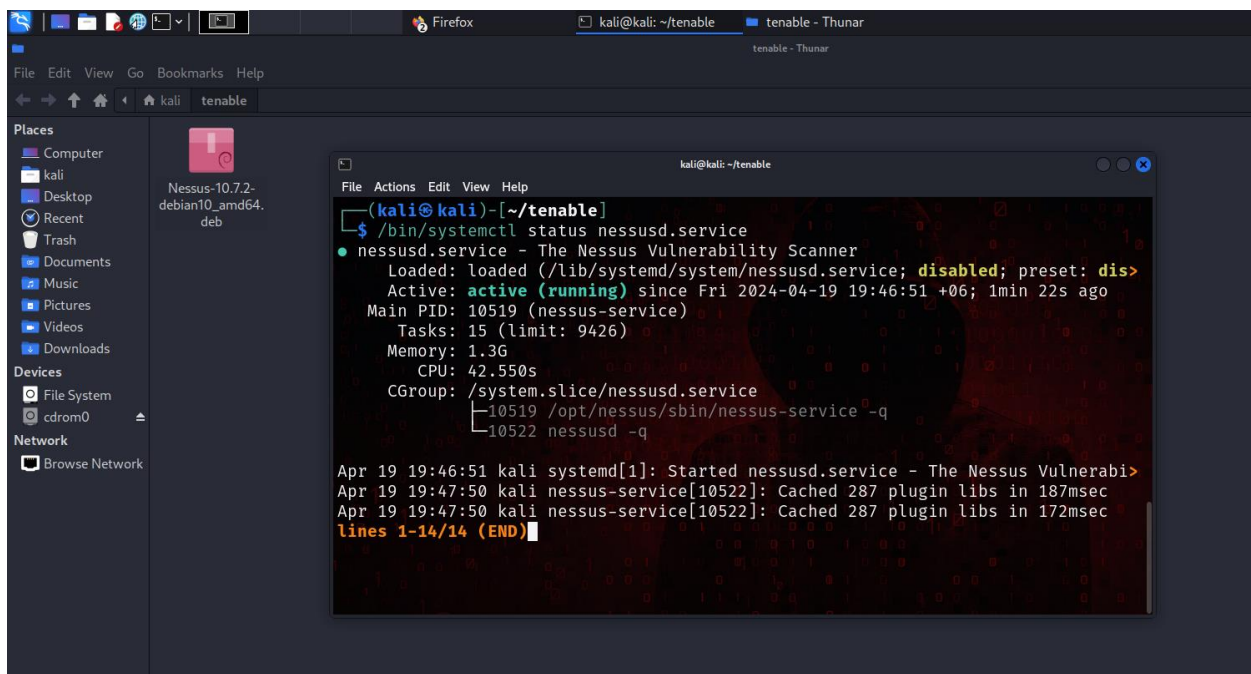 Firefox
kali@kali: ~/tenable
tenable - Thunar
tenable - Thunar
File Edit View Go Bookmarks Help
kali tenable
Places
Computer
kali
Desktop
Recent
Trash
Documents
Music
Pictures
Videos
Downloads
Devices
File System
cdrom0
Network
Browse Network
Nessus-10.7.2-
debian10_amd64.
deb
kali@kali: ~/tenable
File Actions Edit View Help
┌──(kali㉿kali)-[~/tenable]
└─$ /bin/systemctl status nessusd.service
● nessusd.service - The Nessus Vulnerability Scanner
Loaded: loaded (/lib/systemd/system/nessusd.service; disabled; preset: dis>
Active: active (running) since Fri 2024-04-19 19:46:51 +06; 1min 22s ago
Main PID: 10519 (nessus-service)
Tasks: 15 (limit: 9426)
Memory: 1.3G
CPU: 42.550s
CGroup: /system.slice/nessusd.service
├─10519 /opt/nessus/sbin/nessus-service -q
└─10522 nessusd -q
Apr 19 19:46:51 kali systemd[1]: Started nessusd.service - The Nessus Vulnerabi>
Apr 19 19:47:50 kali nessus-service[10522]: Cached 287 plugin libs in 187msec
Apr 19 19:47:50 kali nessus-service[10522]: Cached 287 plugin libs in 172msec
lines 1-14/14 (END)